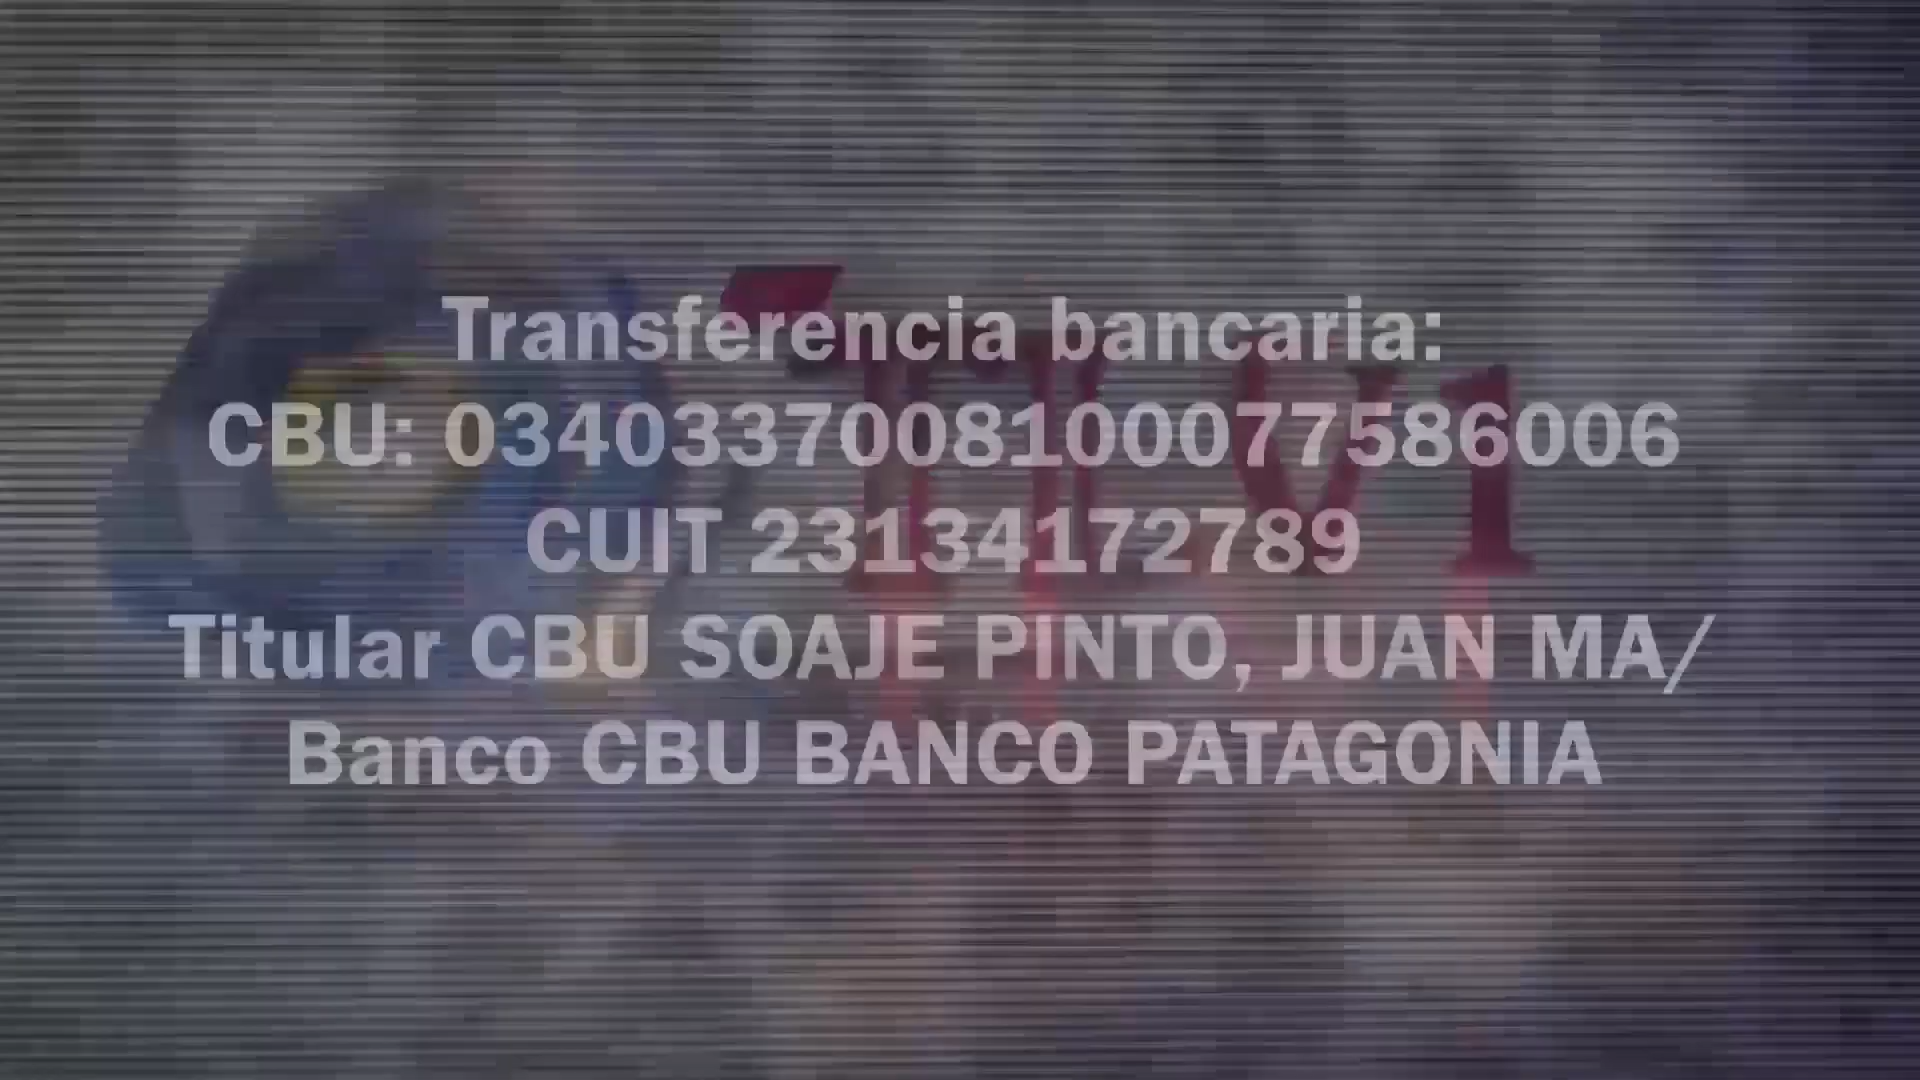 Transferencia bancaria:
CBU: 0340337008100077586006
CUIT 23134172789
Titular CBU SOAJE PINTO, JUAN MA/
Banco CBU BANCO PATAGONIA